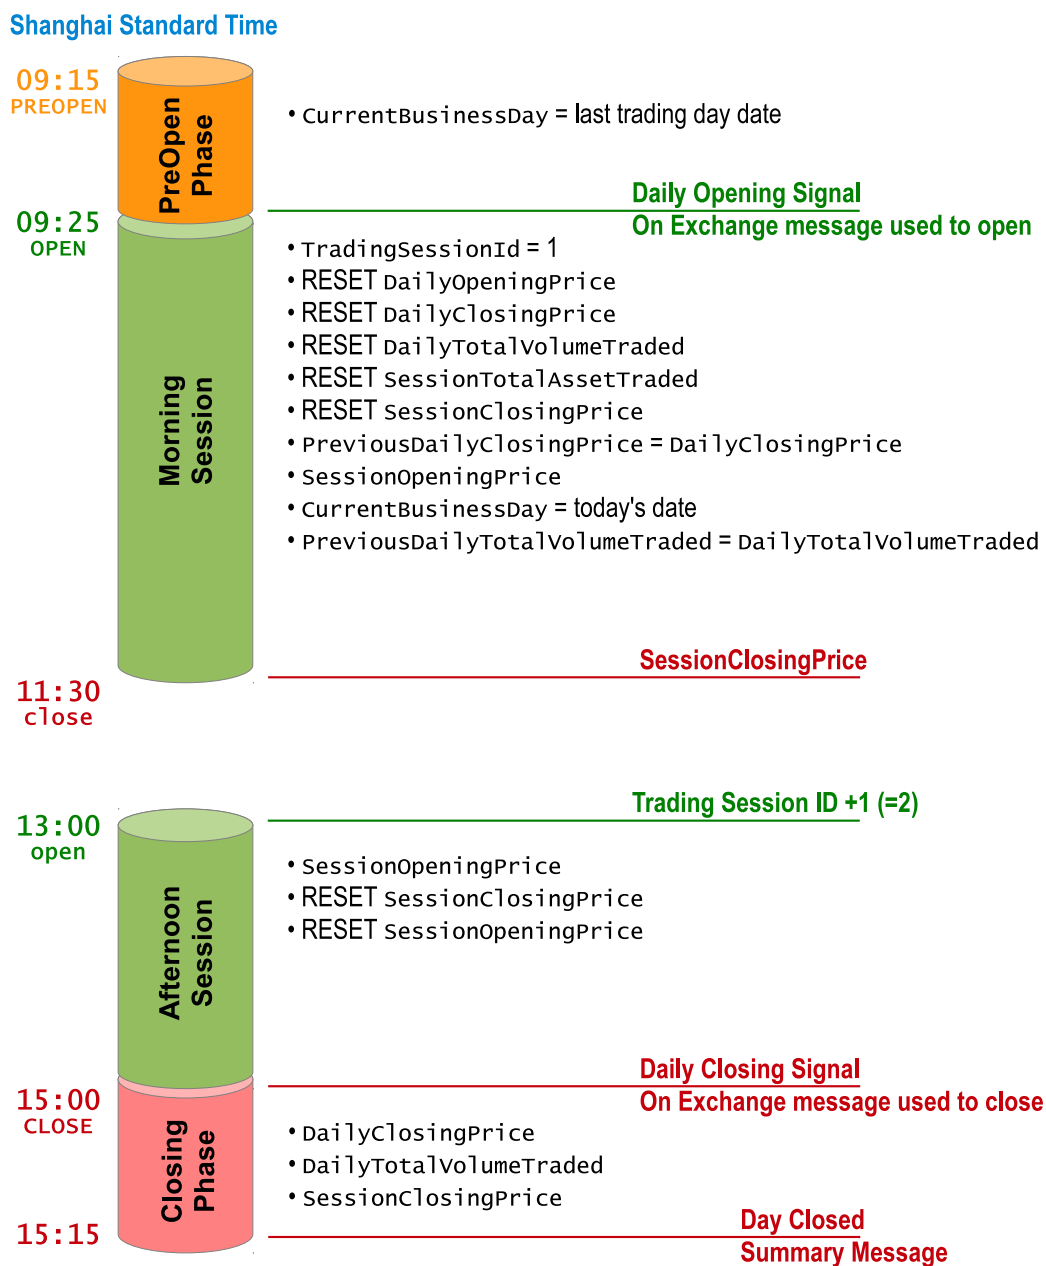 Shanghai Standard Time
09:15
PREOPEN
PreOpen
Phase
• CurrentBusinessDay = last trading day date
Daily Opening Signal
On Exchange message used to open
09:25
OPEN
Morning
Session
• TradingSessionId = 1
• RESET DailyOpeningPrice
• RESET DailyClosingPrice
• RESET DailyTotalVolumeTraded
• RESET SessionTotalAssetTraded
• RESET SessionClosingPrice
• PreviousDailyClosingPrice = DailyClosingPrice
• SessionOpeningPrice
• CurrentBusinessDay = today's date
• PreviousDailyTotalVolumeTraded = DailyTotalVolumeTraded
SessionClosingPrice
11:30
close
Trading Session ID +1 (=2)
13:00
open
Afternoon
Session
• SessionOpeningPrice
• RESET SessionClosingPrice
• RESET SessionOpeningPrice
Daily Closing Signal
On Exchange message used to close
15:00
CLOSE
Closing
Phase
• DailyClosingPrice
• DailyTotalVolumeTraded
• SessionClosingPrice
15:15
Day Closed
Summary Message